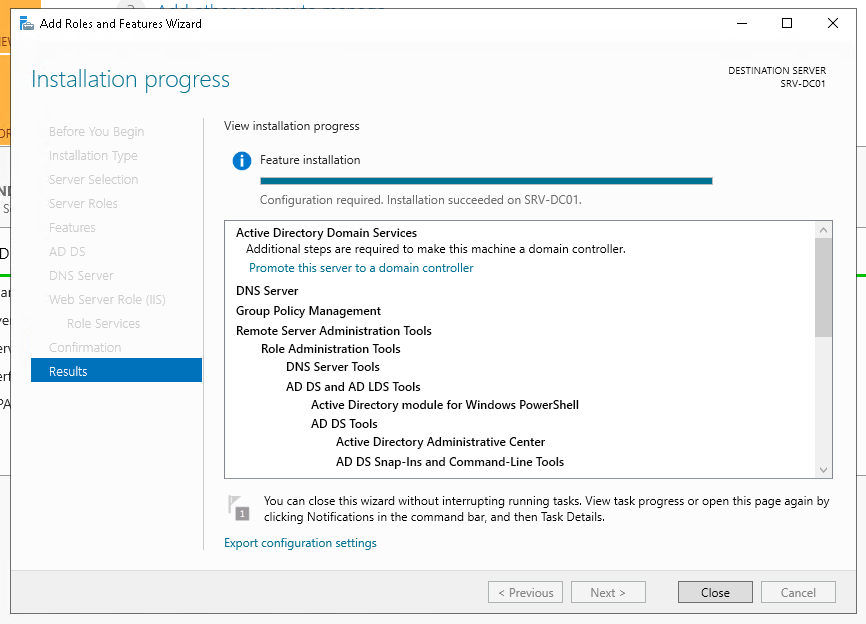 Add other servers to manage
Add Roles and Features Wizard
Installation progress
DESTINATION SERVER
SRV-DC01
Before You Begin
Installation Type
Server Selection
Server Roles
Features
AD DS
DNS Server
Web Server Role (IIS)
Role Services
Confirmation
Results
View installation progress
Feature installation
Configuration required. Installation succeeded on SRV-DC01.
Active Directory Domain Services
Additional steps are required to make this machine a domain controller.
Promote this server to a domain controller
DNS Server
Group Policy Management
Remote Server Administration Tools
Role Administration Tools
DNS Server Tools
AD DS and AD LDS Tools
Active Directory module for Windows PowerShell
AD DS Tools
Active Directory Administrative Center
AD DS Snap-Ins and Command-Line Tools
1
You can close this wizard without interrupting running tasks. View task progress or open this page again by
clicking Notifications in the command bar, and then Task Details.
Export configuration settings
< Previous
Next >
Close
Cancel